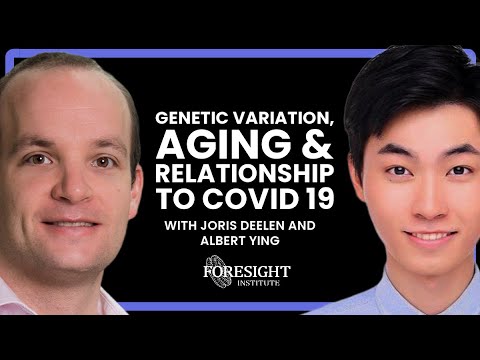 GENETIC VARIATION,
AGING &
RELATIONSHIP
TO COVID 19
WITH JORIS DEELEN AND
ALBERT YING
FORESIGHT
INSTITUTE